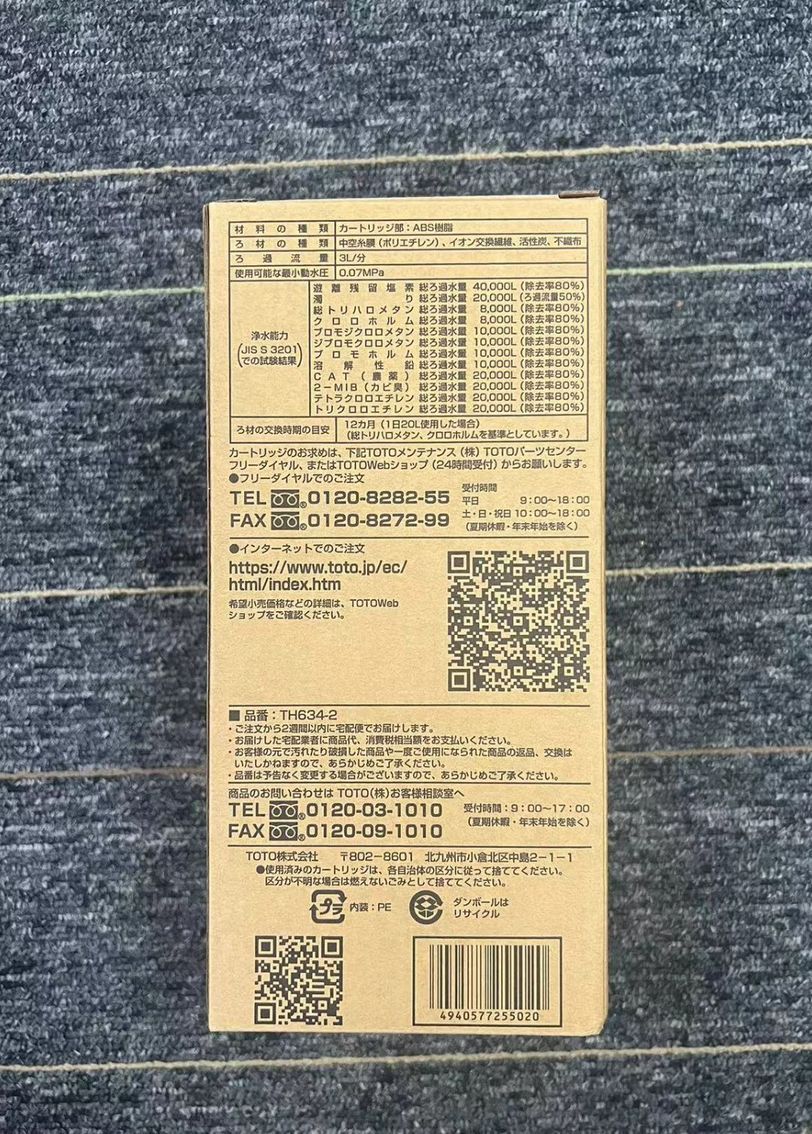 材料の種類 カートリッジ部：ABS樹脂
ろ材の種類 中空糸膜（ポリエチレン）、イオン交換繊維、活性炭、不織布
ろ過流量 3L/分
使用可能な最小動水圧 0.07MPa
浄水能力
（JIS S 3201での試験結果）
遊離残留塩素 総ろ過水量 40,000L（除去率80%）
濁り 総ろ過水量 20,000L（ろ過流量50%）
総トリハロメタン 総ろ過水量 8,000L（除去率80%）
クロロホルム 総ろ過水量 8,000L（除去率80%）
ブロモジクロロメタン 総ろ過水量 10,000L（除去率80%）
ジブロモクロロメタン 総ろ過水量 10,000L（除去率80%）
ブロモホルム 総ろ過水量 10,000L（除去率80%）
溶解性鉛 総ろ過水量 10,000L（除去率80%）
CAT（農薬） 総ろ過水量 20,000L（除去率80%）
2－MIB（カビ臭） 総ろ過水量 20,000L（除去率80%）
テトラクロロエチレン 総ろ過水量 20,000L（除去率80%）
トリクロロエチレン 総ろ過水量 20,000L（除去率80%）
ろ材の交換時期の目安 12カ月（1日20L使用した場合）
（総トリハロメタン、クロロホルムを基準としています。）
カートリッジのお求めは、下記TOTOメンテナンス（株）TOTOパーツセンター
フリーダイヤル、またはTOTOWebショップ（24時間受付）からお願いします。
●フリーダイヤルでのご注文
TEL 0120-8282-55
FAX 0120-8272-99
受付時間
平日 9：00〜18：00
土・日・祝日 10：00〜18：00
（夏期休暇・年末年始を除く）
●インターネットでのご注文
https://www.toto.jp/ec/
html/index.htm
希望小売価格などの詳細は、TOTOWeb
ショップをご確認ください。
■ 品番：TH634-2
・ご注文から2週間以内に宅配便でお届けします。
・お届けした宅配業者に商品代、消費税相当額をお支払いください。
・お客様の元で汚れたり破損した商品や一度ご使用になられた商品の返品、交換は
いたしかねますので、あらかじめご了承ください。
・品番は予告なく変更する場合がございますので、あらかじめご了承ください。
商品のお問い合わせは TOTO（株）お客様相談室へ
TEL 0120-03-1010
FAX 0120-09-1010
受付時間：9：00〜17：00
（夏期休暇・年末年始を除く）
TOTO株式会社 〒802－8601 北九州市小倉北区中島2－1－1
●使用済みのカートリッジは、各自治体の区分に従って捨ててください。
区分が不明な場合は燃えないごみとして捨ててください。
プラ 内装：PE
ダンボールは
リサイクル
4940577255020